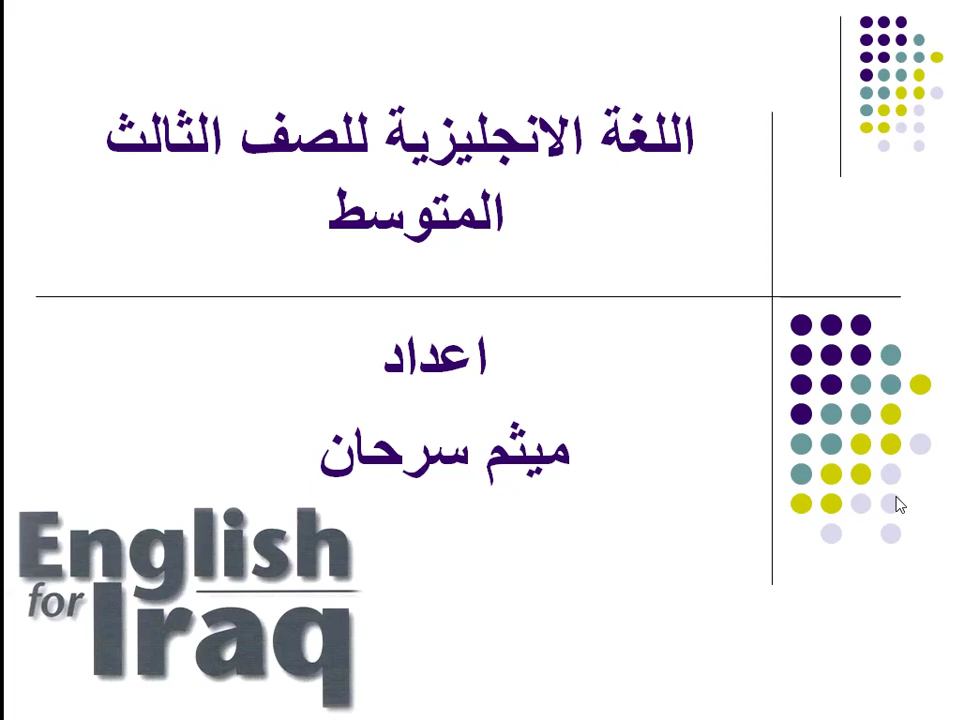 اللغة الانجليزية للصف الثالث
المتوسط
اعداد
ميثم سرحان
English
for Iraq